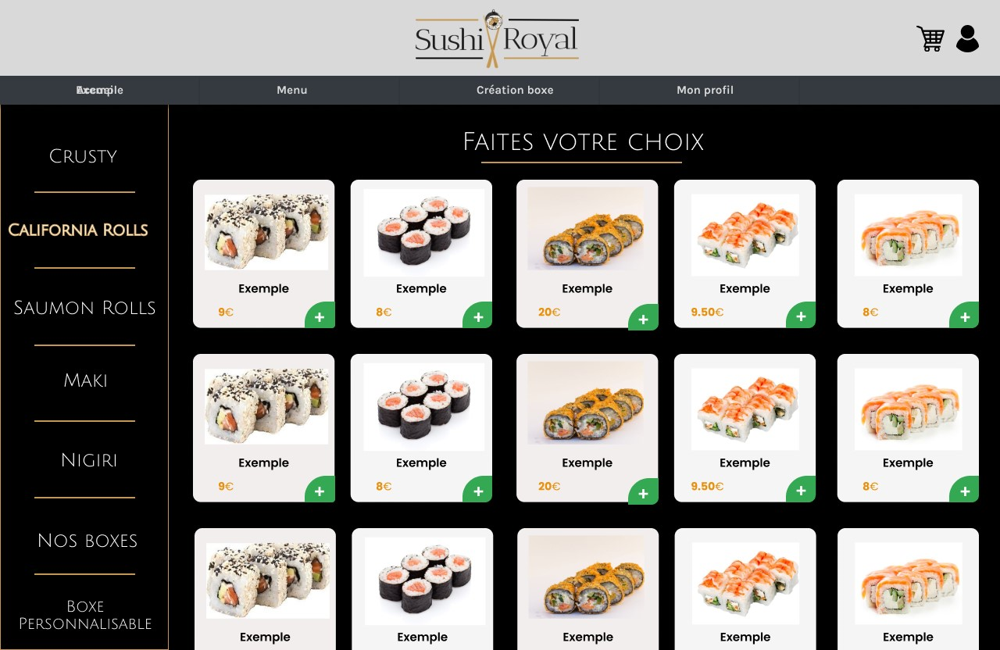 Sushi Royal
Accueil Menu Création boxe Mon profil
Exemple
Faites votre choix
Crusty
California Rolls
Saumon Rolls
Maki
Nigiri
Nos boxes
Boxe
Personnalisable
Exemple Exemple Exemple Exemple Exemple
9€ + 8€ + 20€ + 9.50€ + 8€ +
Exemple Exemple Exemple Exemple Exemple
9€ + 8€ + 20€ + 9.50€ + 8€ +
Exemple Exemple Exemple Exemple Exemple